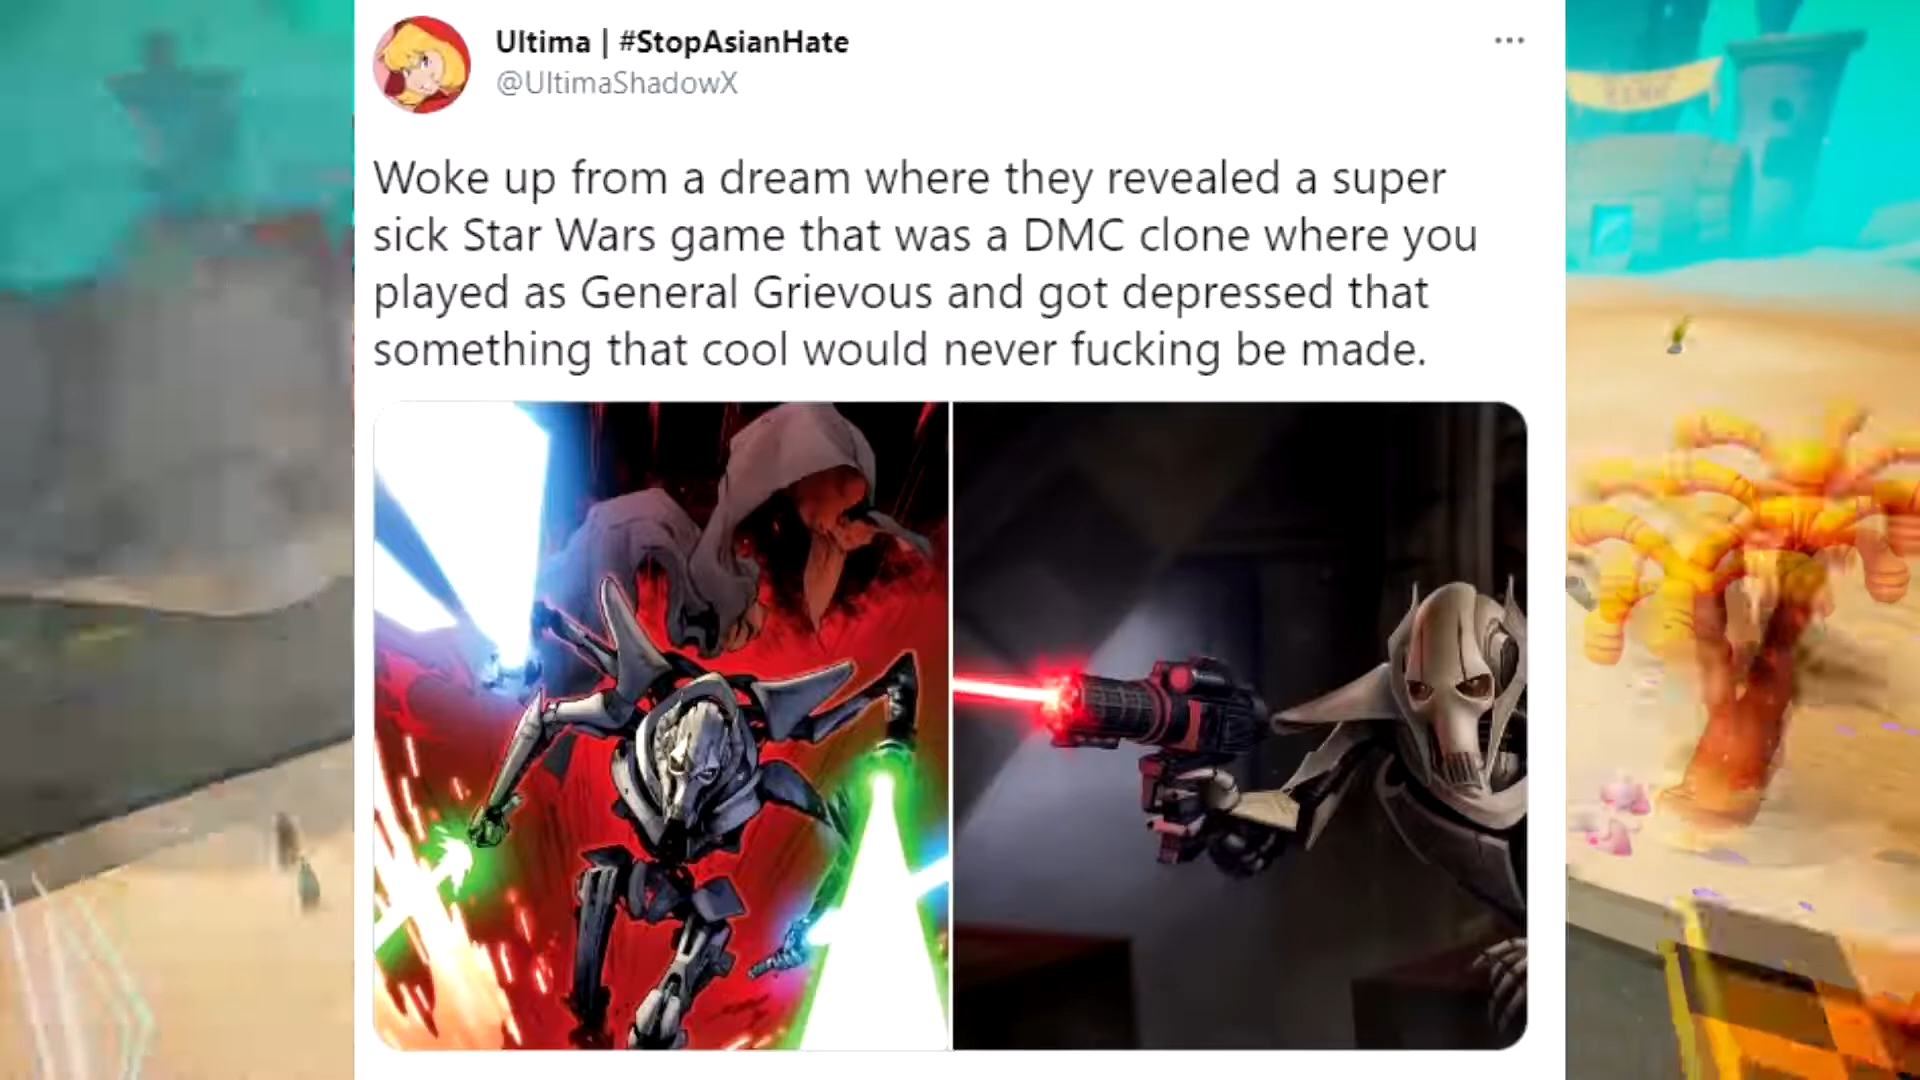 Ultima | #StopAsianHate
@UltimaShadowX
Woke up from a dream where they revealed a super
sick Star Wars game that was a DMC clone where you
played as General Grievous and got depressed that
something that cool would never fucking be made.